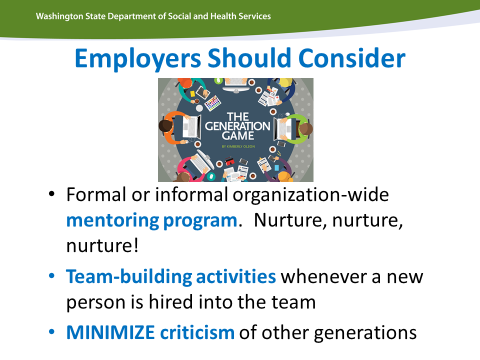 Washington State Department of Social and Health Services
Employers Should Consider
THE
GENERATION
GAME
• Formal or informal organization-wide
mentoring program.  Nurture, nurture,
nurture!
• Team-building activities whenever a new
person is hired into the team
• MINIMIZE criticism of other generations